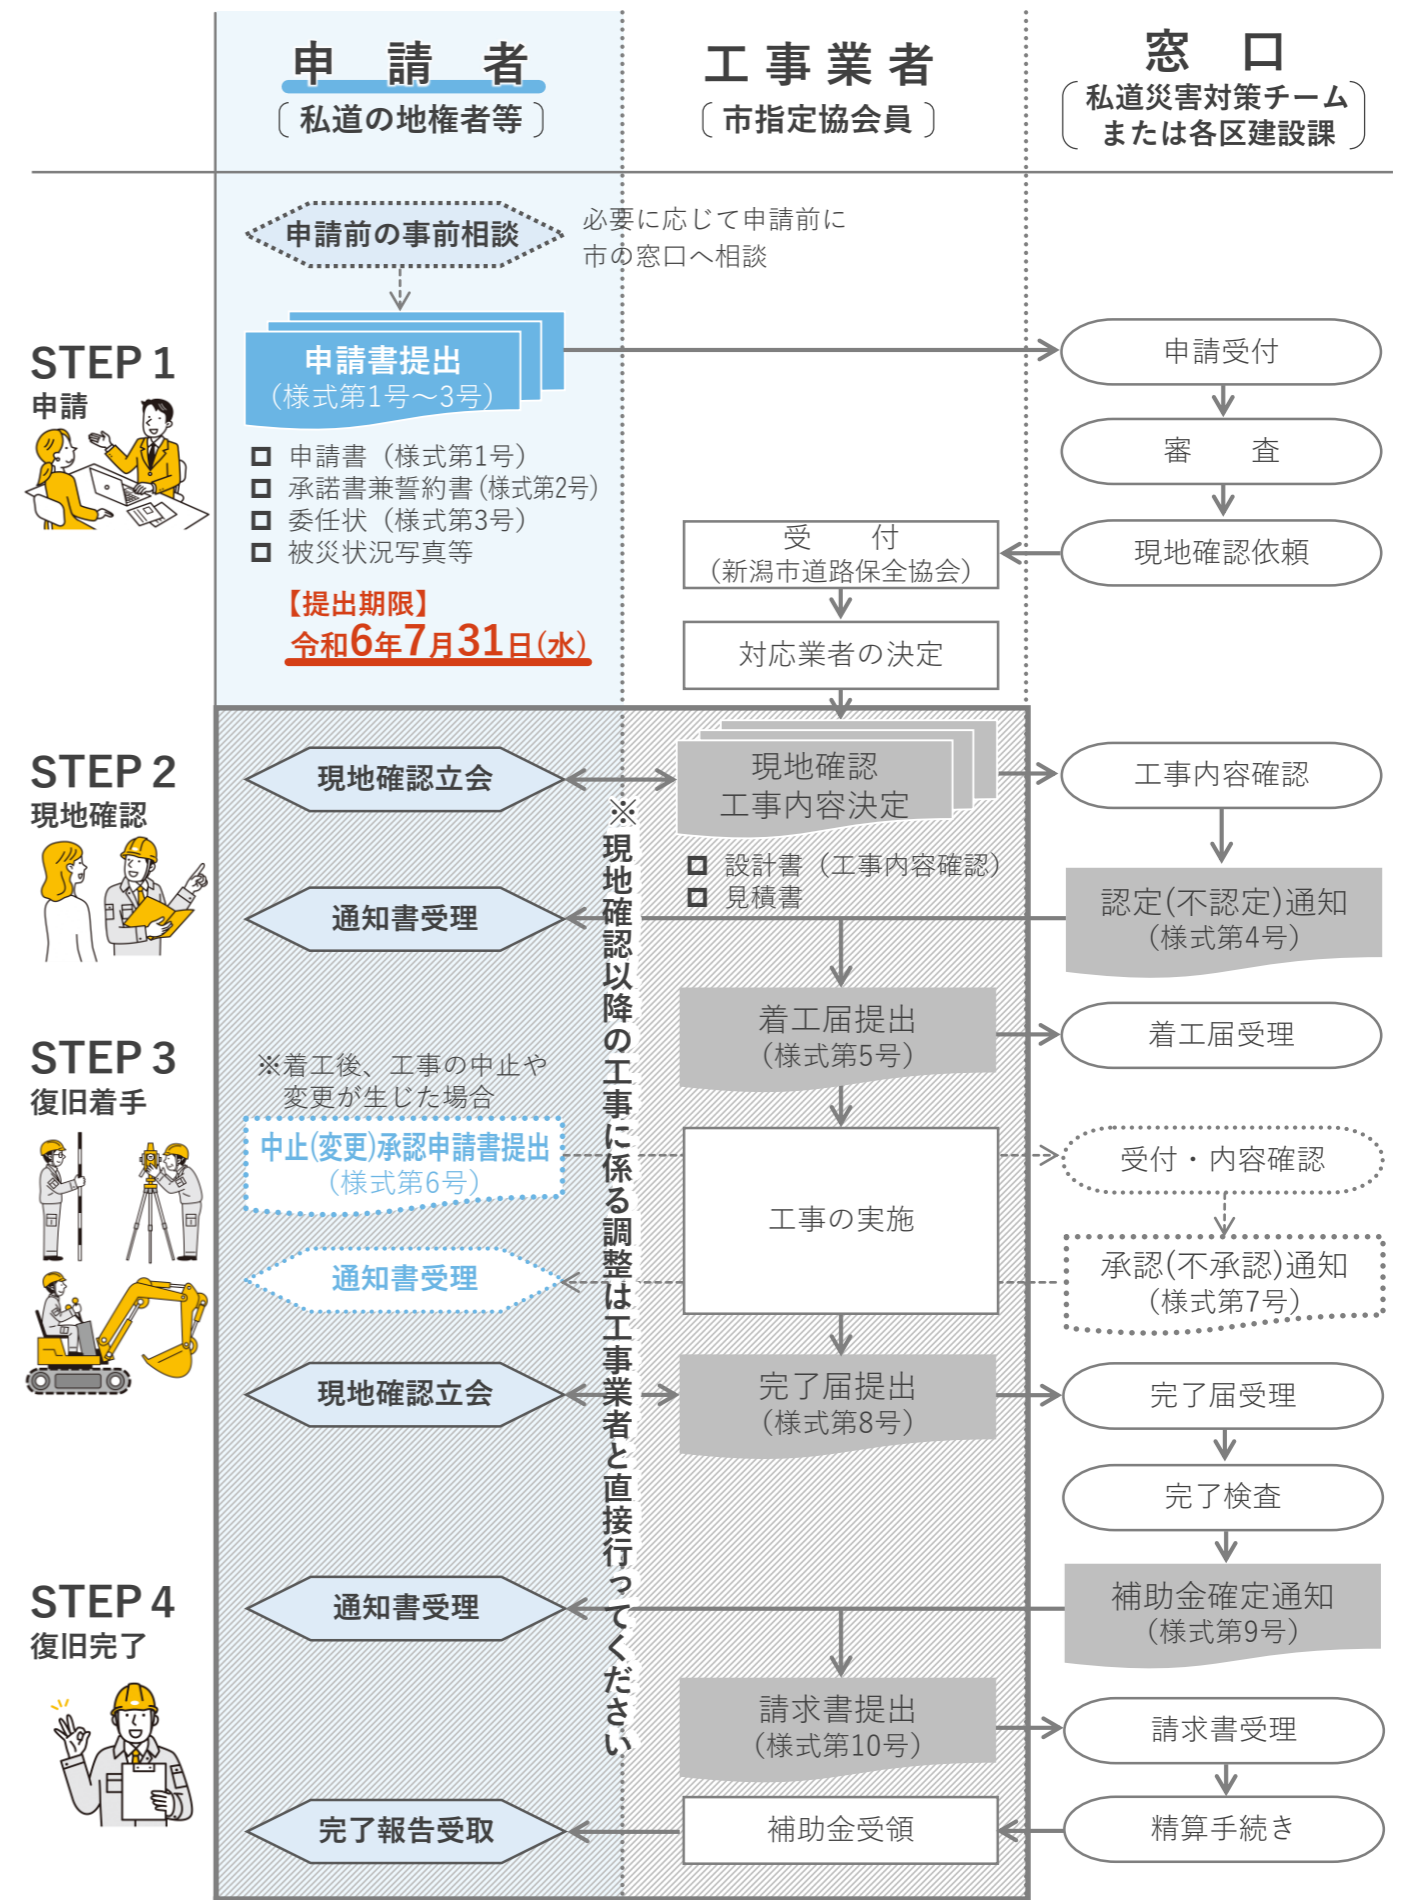 申 請 者
〔私道の地権者等〕
工事業者
〔市指定協会員〕
窓 口
私道災害対策チーム
または各区建設課
申請前の事前相談
必要に応じて申請前に
市の窓口へ相談
STEP 1
申請
申請書提出
(様式第1号～3号)
申請受付
審 査
現地確認依頼
申請書（様式第1号）
承諾書兼誓約書(様式第2号)
委任状（様式第3号）
被災状況写真等
【提出期限】
令和6年7月31日(水)
受 付
(新潟市道路保全協会)
対応業者の決定
STEP 2
現地確認
現地確認立会
現地確認
工事内容決定
工事内容確認
設計書（工事内容確認）
見積書
通知書受理
認定(不認定)通知
(様式第4号)
※現地確認以降の工事に係る調整は工事業者と直接行ってください
STEP 3
復旧着手
着工届提出
(様式第5号)
着工届受理
※着工後、工事の中止や
変更が生じた場合
中止(変更)承認申請書提出
(様式第6号)
工事の実施
受付・内容確認
通知書受理
承認(不承認)通知
(様式第7号)
現地確認立会
完了届提出
(様式第8号)
完了届受理
完了検査
STEP 4
復旧完了
通知書受理
補助金確定通知
(様式第9号)
請求書提出
(様式第10号)
請求書受理
完了報告受取
補助金受領
精算手続き